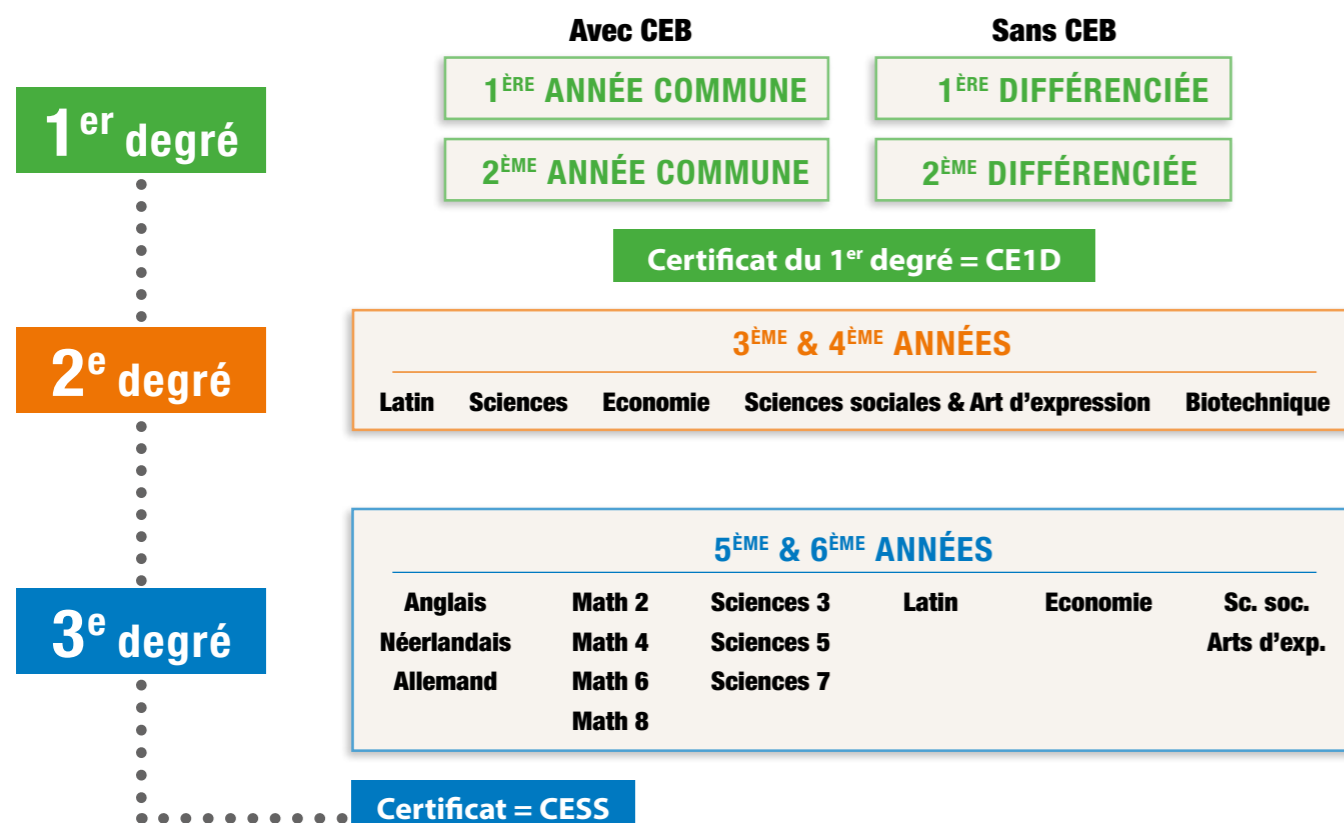 Avec CEB Sans CEB
1ÈRE ANNÉE COMMUNE 1ÈRE DIFFÉRENCIÉE
1er degré
2ÈME ANNÉE COMMUNE 2ÈME DIFFÉRENCIÉE
Certificat du 1er degré = CE1D
3ÈME & 4ÈME ANNÉES
2e degré
Latin Sciences Economie Sciences sociales & Art d'expression Biotechnique
5ÈME & 6ÈME ANNÉES
3e degré
Anglais Math 2 Sciences 3 Latin Economie Sc. soc.
Néerlandais Math 4 Sciences 5 Arts d'exp.
Allemand Math 6 Sciences 7
Math 8
Certificat = CESS